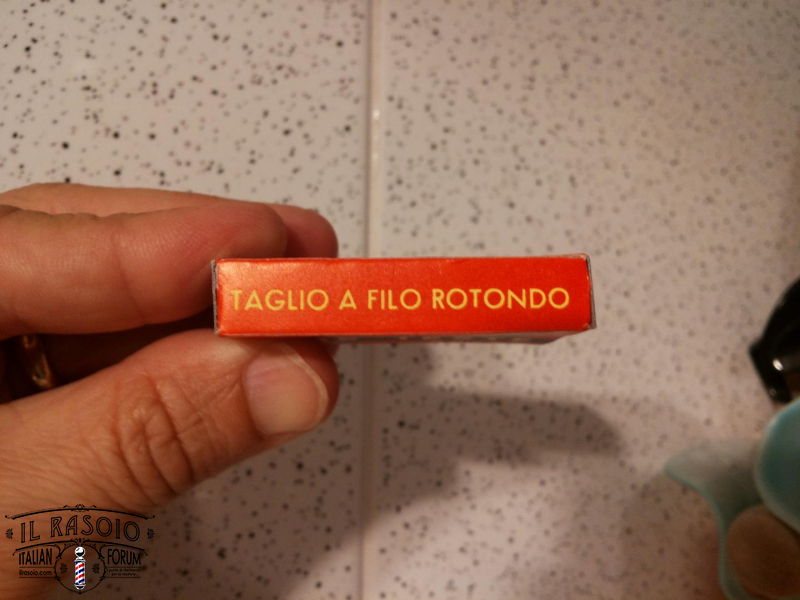 TAGLIO A FILO ROTONDO
IL RASOIO
ITALIAN FORUM
ilRasoio.com